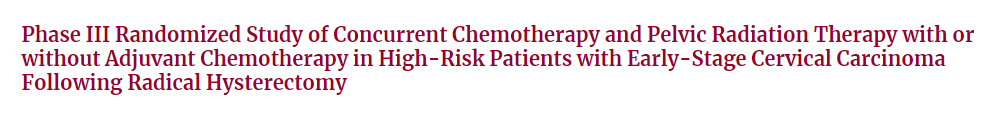 Phase III Randomized Study of Concurrent Chemotherapy and Pelvic Radiation Therapy with or
without Adjuvant Chemotherapy in High-Risk Patients with Early-Stage Cervical Carcinoma
Following Radical Hysterectomy